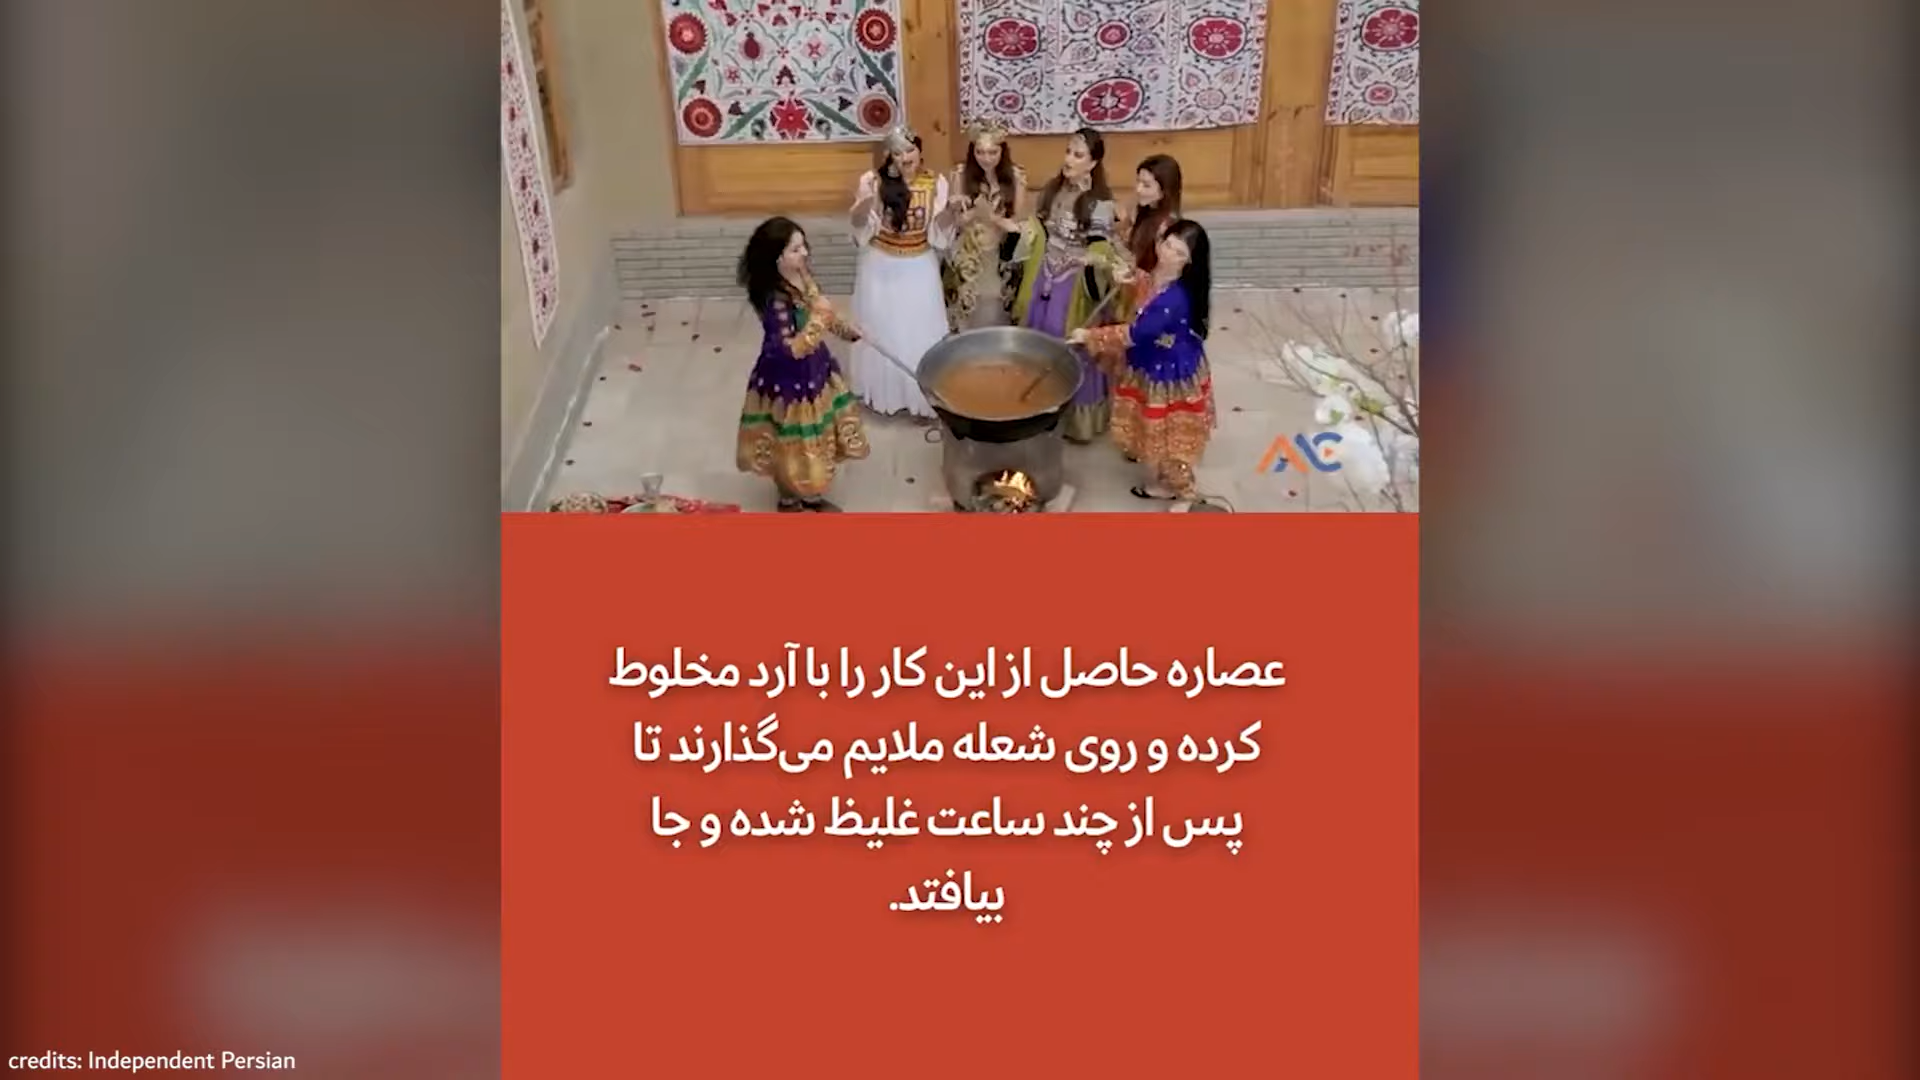 عصاره حاصل از این کار را با آرد مخلوط
کرده و روی شعله ملایم می‌گذارند تا
پس از چند ساعت غلیظ شده و جا
بیافتد.
credits: Independent Persian